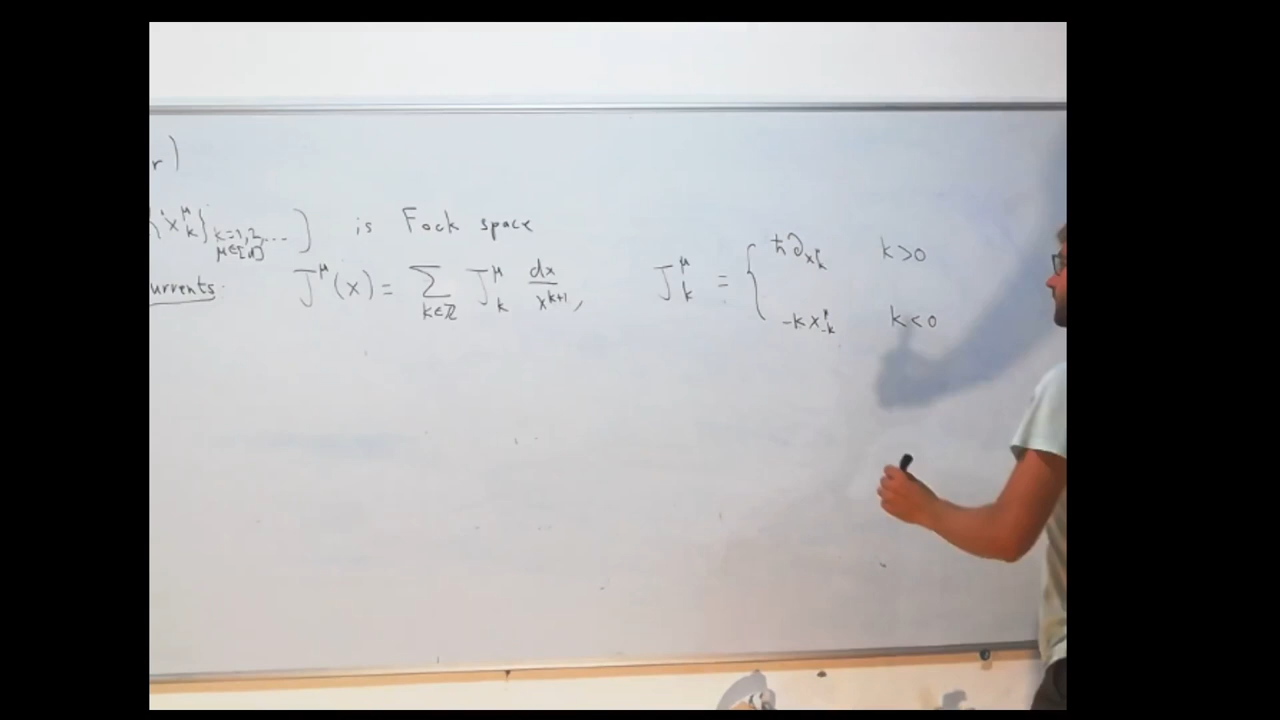 r)
{x^μ_k}_{k=1,2,... μ∈[d]}] is Fock space
urrents. J^μ(x) = ∑_{k∈ℤ} J^μ_k dx/x^{k+1}, J^μ_k = { ℏ∂_{x^μ_k} k>0
-k x^μ_{-k} k<0